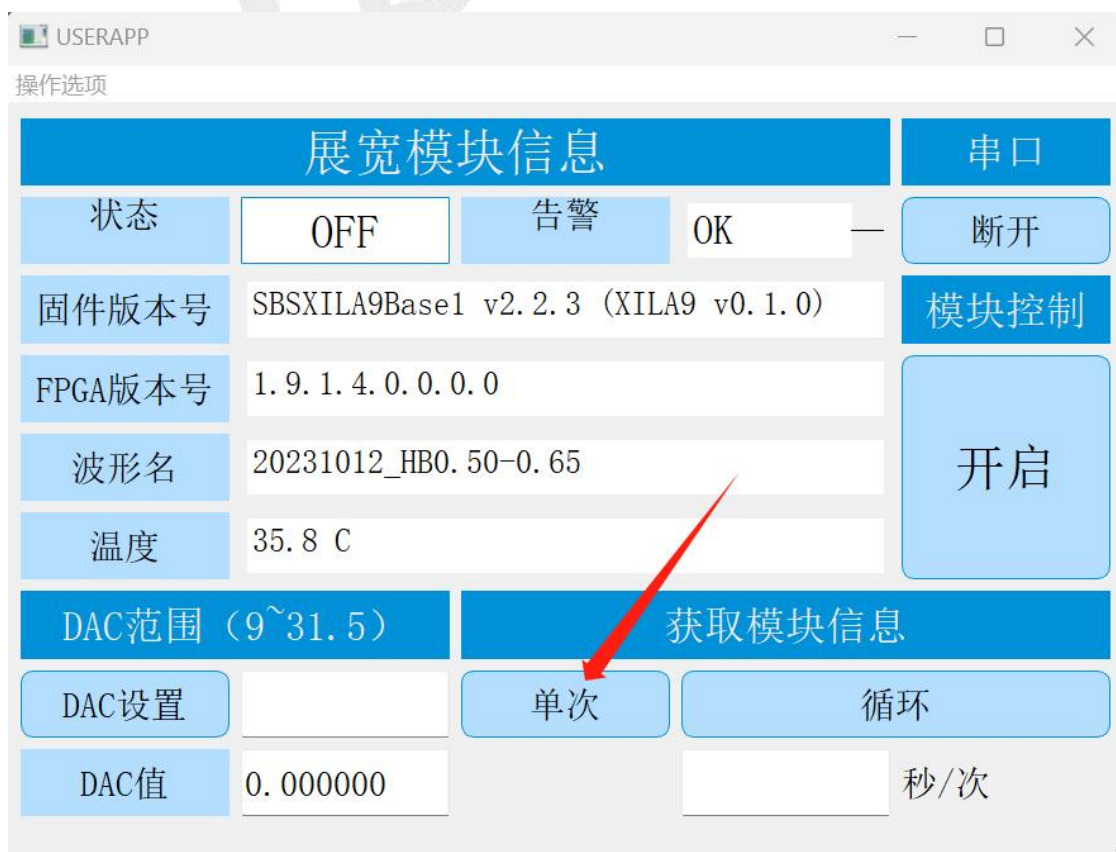 USERAPP
操作选项
展宽模块信息
串口
状态
OFF
告警
OK
断开
固件版本号
SBSXILA9Base1 v2.2.3 (XILA9 v0.1.0)
模块控制
FPGA版本号
1.9.1.4.0.0.0.0
开启
波形名
20231012_HB0.50-0.65
温度
35.8 C
DAC范围（9~31.5）
获取模块信息
DAC设置
单次
循环
DAC值
0.000000
秒/次